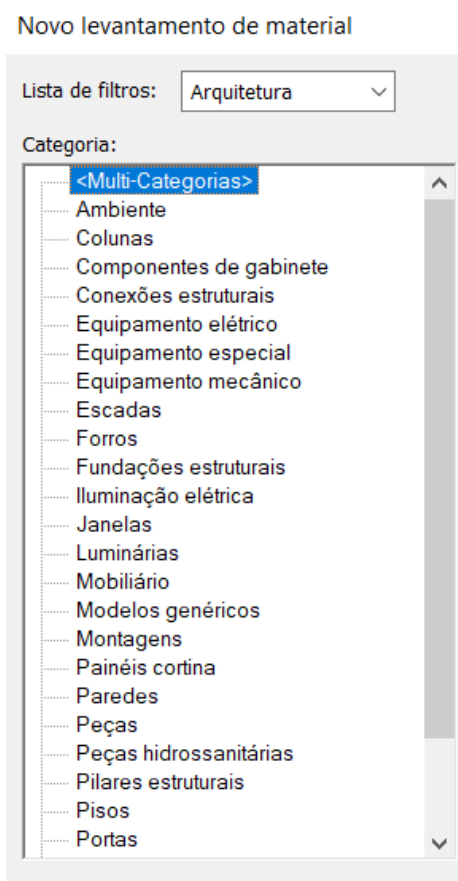 Novo levantamento de material
Lista de filtros: Arquitetura
Categoria:
<Multi-Categorias>
Ambiente
Colunas
Componentes de gabinete
Conexões estruturais
Equipamento elétrico
Equipamento especial
Equipamento mecânico
Escadas
Forros
Fundações estruturais
Iluminação elétrica
Janelas
Luminárias
Mobiliário
Modelos genéricos
Montagens
Painéis cortina
Paredes
Peças
Peças hidrossanitárias
Pilares estruturais
Pisos
Portas